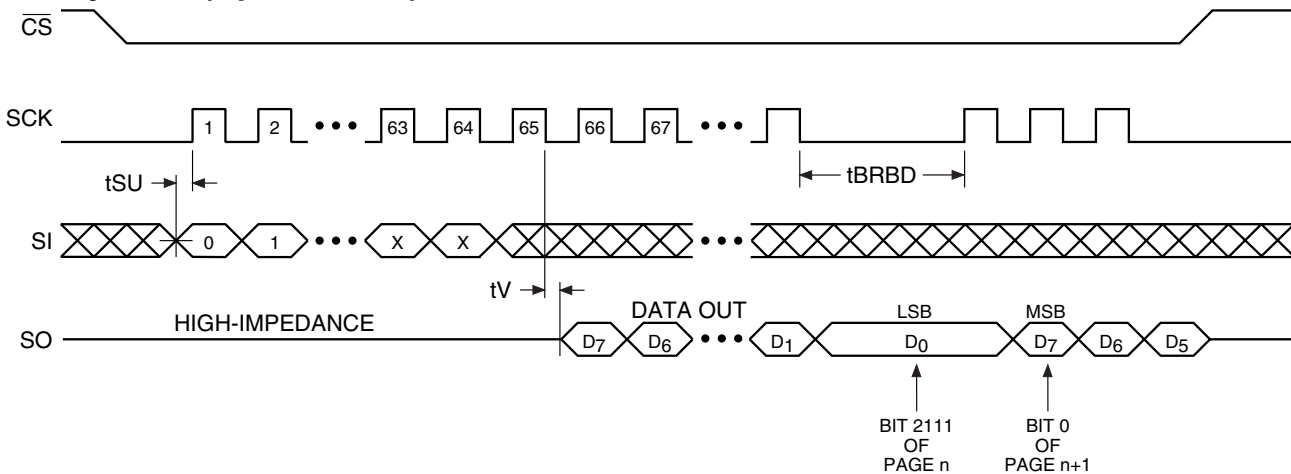 CS
SCK
1 2 ••• 63 64 65 66 67 •••
tSU
tBRBD
SI
0 1 ••• X X •••
tV
HIGH-IMPEDANCE
DATA OUT
LSB
MSB
SO
D7 D6 ••• D1 D0 D7 D6 D5
BIT 2111
OF
PAGE n
BIT 0
OF
PAGE n+1